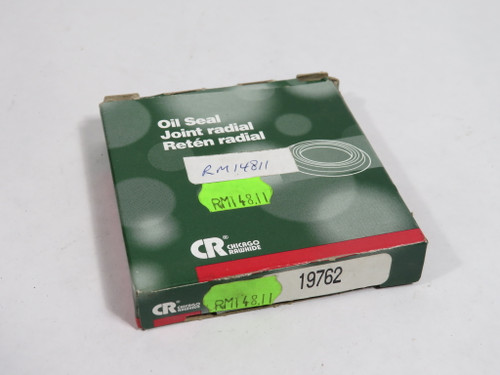 Oil Seal
Joint radial
Retén radial
RM14811
RM148.11
CR® CHICAGO
RAWHIDE
CR® CHICAGO
RAWHIDE
RM148.11
19762